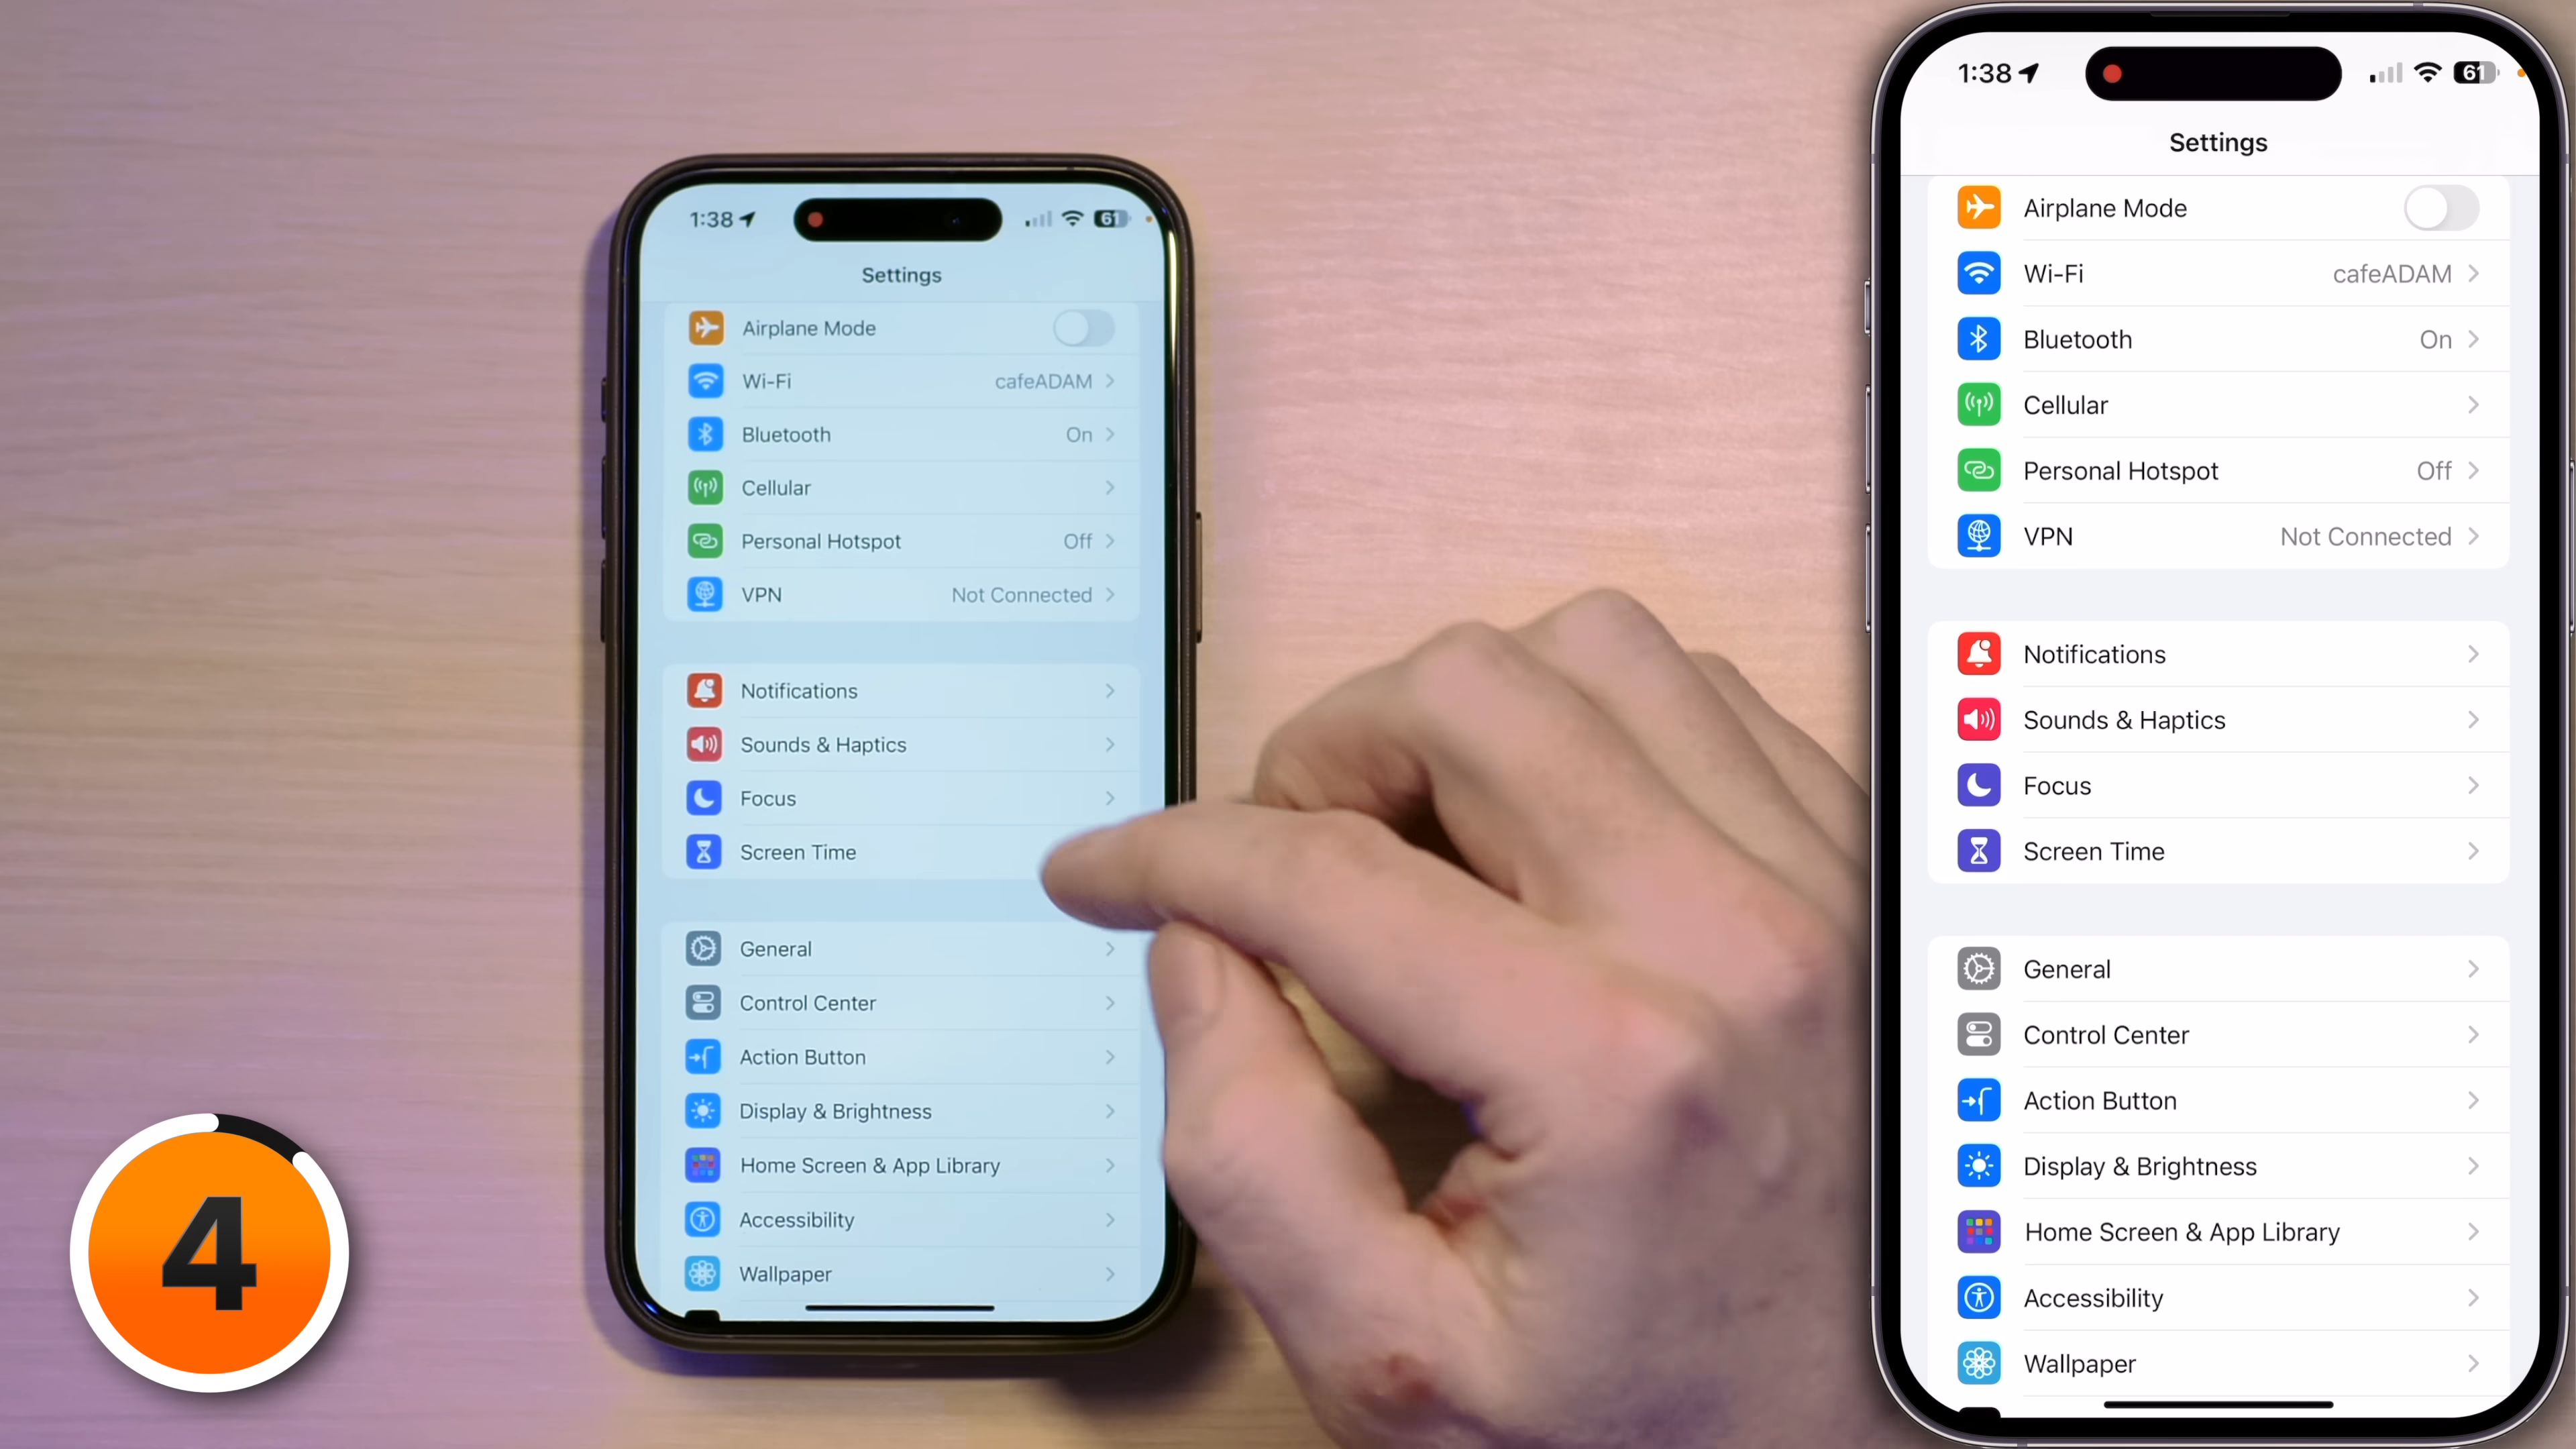 1:38
61
Settings
Airplane Mode
Wi-Fi cafeADAM
Bluetooth On
Cellular
Personal Hotspot Off
VPN Not Connected
Notifications
Sounds & Haptics
Focus
Screen Time
General
Control Center
Action Button
Display & Brightness
Home Screen & App Library
Accessibility
Wallpaper
4
1:38
61
Settings
Airplane Mode
Wi-Fi cafeADAM
Bluetooth On
Cellular
Personal Hotspot Off
VPN Not Connected
Notifications
Sounds & Haptics
Focus
Screen Time
General
Control Center
Action Button
Display & Brightness
Home Screen & App Library
Accessibility
Wallpaper